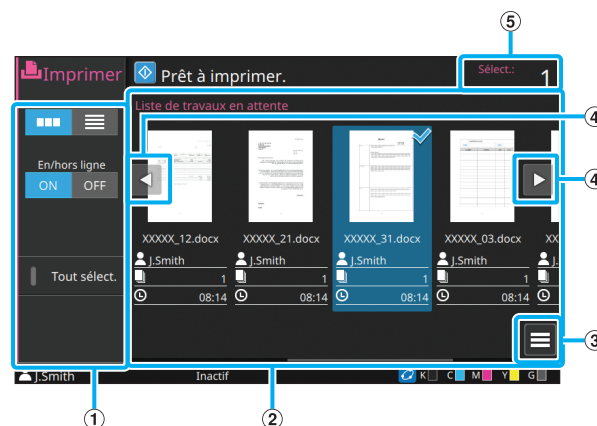 5
Imprimer
Prêt à imprimer.
Sélect.:
1
Liste de travaux en attente
4
En/hors ligne
ON OFF
4
XXXXX_12.docx XXXXX_21.docx XXXXX_31.docx XXXXX_03.docx XX
J.Smith J.Smith J.Smith J.Smith J.
1 1 1 1
Tout sélect.
08:14 08:14 08:14 08:14
3
J.Smith Inactif K C M Y G
1 2